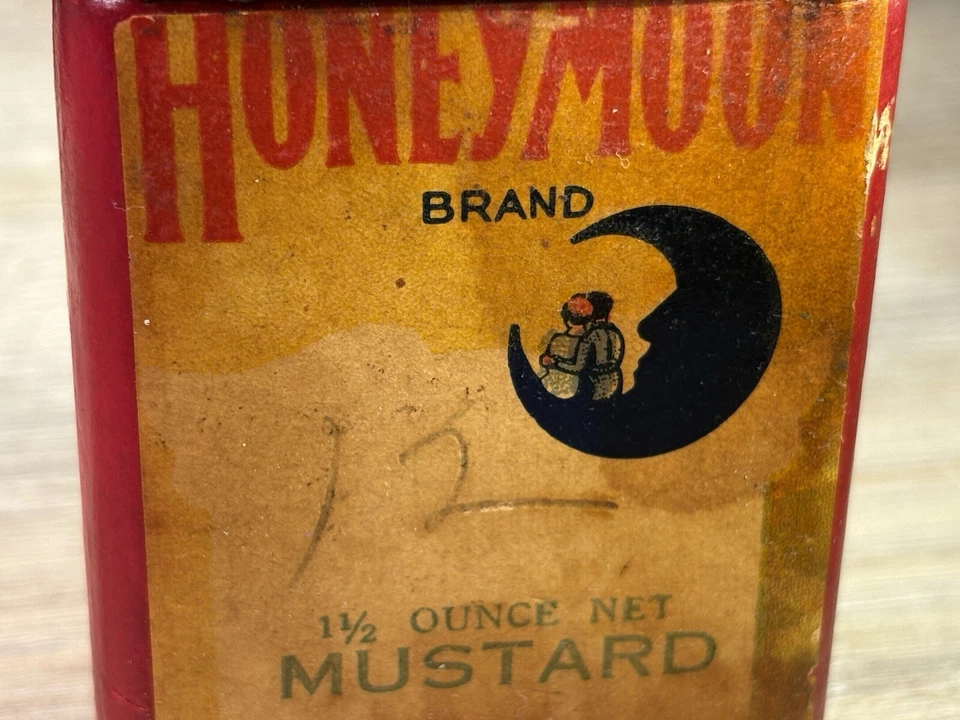 HONEYMOON
BRAND
12
1½ OUNCE NET
MUSTARD